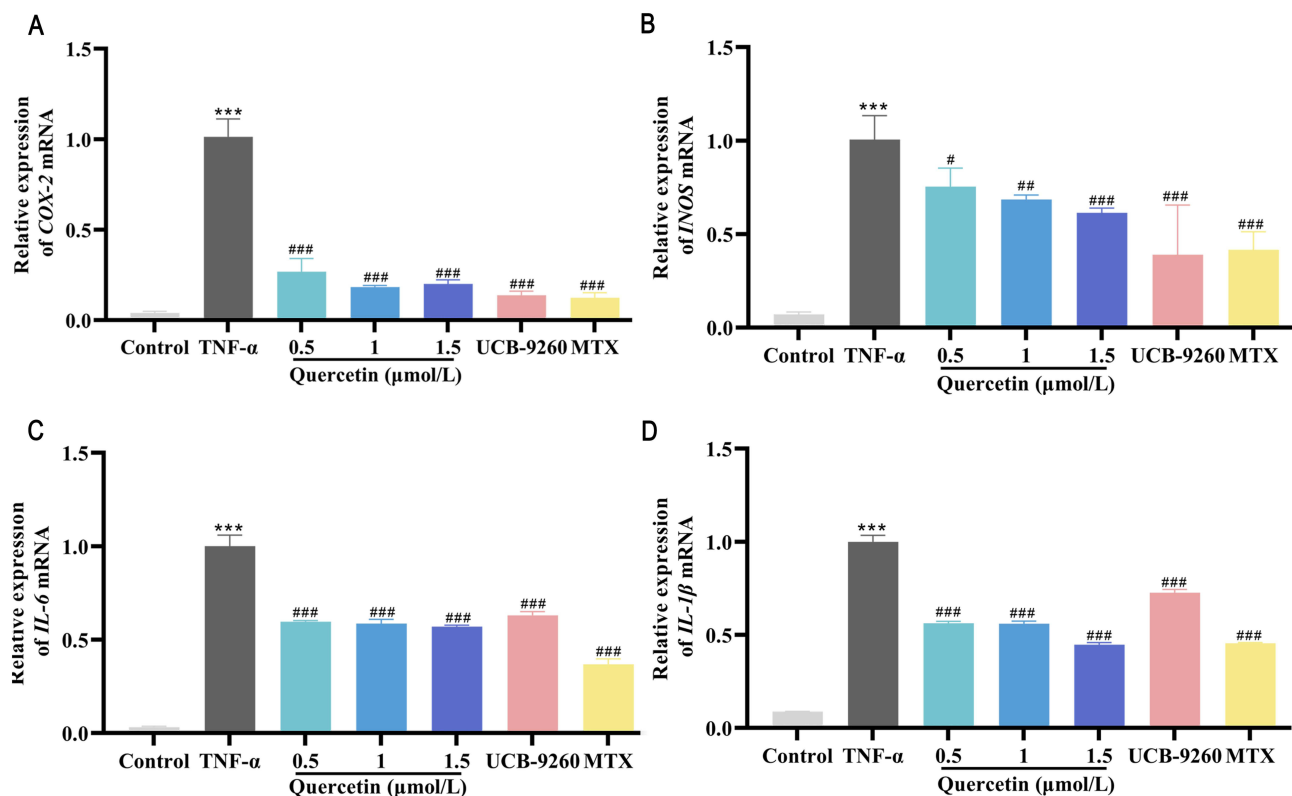 A
Relative expression
of COX-2 mRNA
1.5
1.0
0.5
0.0
***
###
###
###
###
###
Control
TNF-α
0.5
1
1.5
UCB-9260
MTX
Quercetin (μmol/L)
B
Relative expression
of INOS mRNA
1.5
1.0
0.5
0.0
***
#
##
###
###
###
Control
TNF-α
0.5
1
1.5
UCB-9260
MTX
Quercetin (μmol/L)
C
Relative expression
of IL-6 mRNA
1.5
1.0
0.5
0.0
***
###
###
###
###
###
Control
TNF-α
0.5
1
1.5
UCB-9260
MTX
Quercetin (μmol/L)
D
Relative expression
of IL-1β mRNA
1.5
1.0
0.5
0.0
***
###
###
###
###
###
Control
TNF-α
0.5
1
1.5
UCB-9260
MTX
Quercetin (μmol/L)